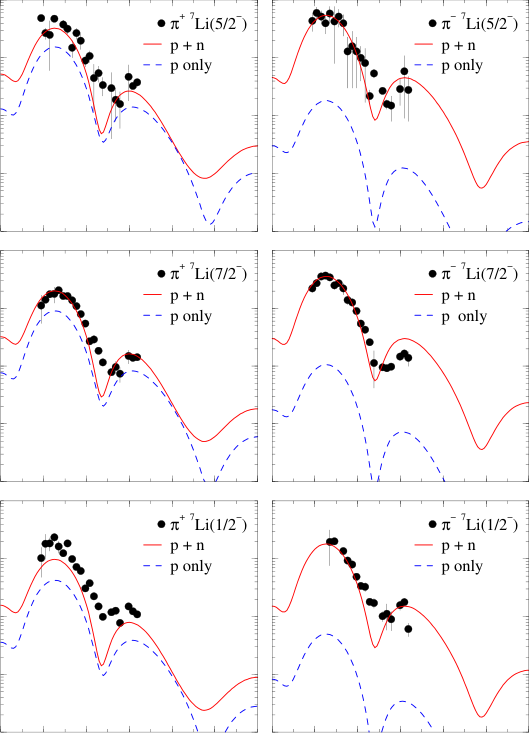 π⁺ ⁷Li(5/2⁻)
p + n
p only
π⁻ ⁷Li(5/2⁻)
p + n
p only
π⁺ ⁷Li(7/2⁻)
p + n
p only
π⁻ ⁷Li(7/2⁻)
p + n
p only
π⁺ ⁷Li(1/2⁻)
p + n
p only
π⁻ ⁷Li(1/2⁻)
p + n
p only